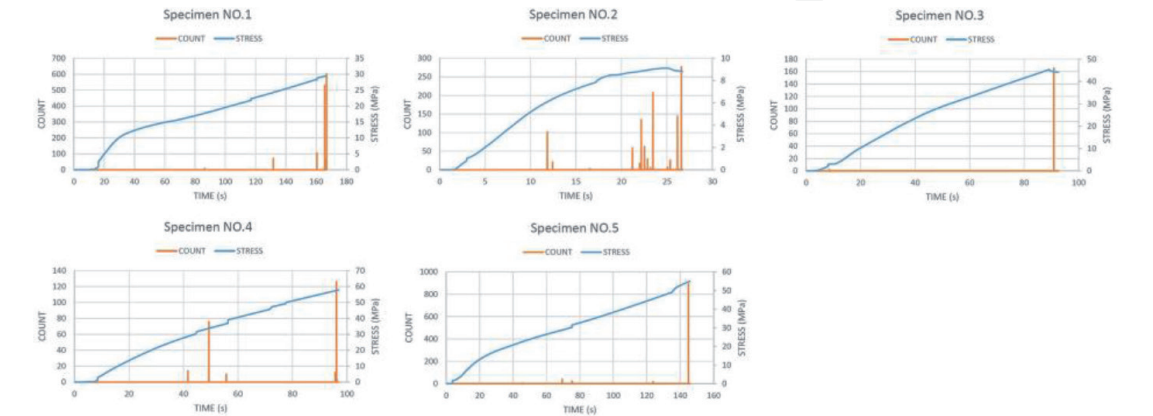 Specimen NO.1
COUNT STRESS
700
600
500
400
300
200
100
0
COUNT
35
30
25
20
15
10
5
0
STRESS (MPa)
0 20 40 60 80 100 120 140 160 180
TIME (s)
Specimen NO.2
COUNT STRESS
300
250
200
150
100
50
0
COUNT
10
8
6
4
2
0
STRESS (MPa)
0 5 10 15 20 25 30
TIME (s)
Specimen NO.3
COUNT STRESS
180
160
140
120
100
80
60
40
20
0
COUNT
50
40
30
20
10
0
STRESS (MPa)
0 20 40 60 80 100
TIME (s)
Specimen NO.4
COUNT STRESS
140
120
100
80
60
40
20
0
COUNT
70
60
50
40
30
20
10
0
STRESS (MPa)
0 20 40 60 80 100
TIME (s)
Specimen NO.5
COUNT STRESS
1000
800
600
400
200
0
COUNT
60
50
40
30
20
10
0
STRESS (MPa)
0 20 40 60 80 100 120 140 160
TIME (s)